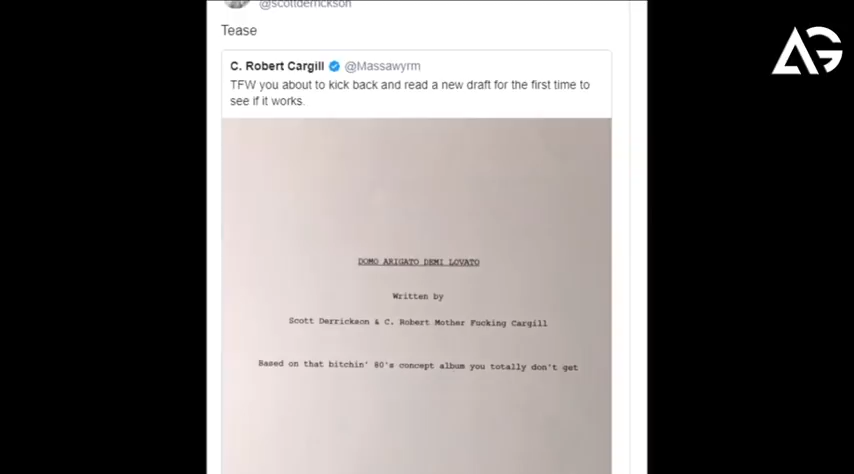 @scottderrickson
Tease
C. Robert Cargill @Massawyrm
TFW you about to kick back and read a new draft for the first time to
see if it works.
DOMO ARIGATO DEMI LOVATO
Written by
Scott Derrickson & C. Robert Mother Fucking Cargill
Based on that bitchin' 80's concept album you totally don't get
AG